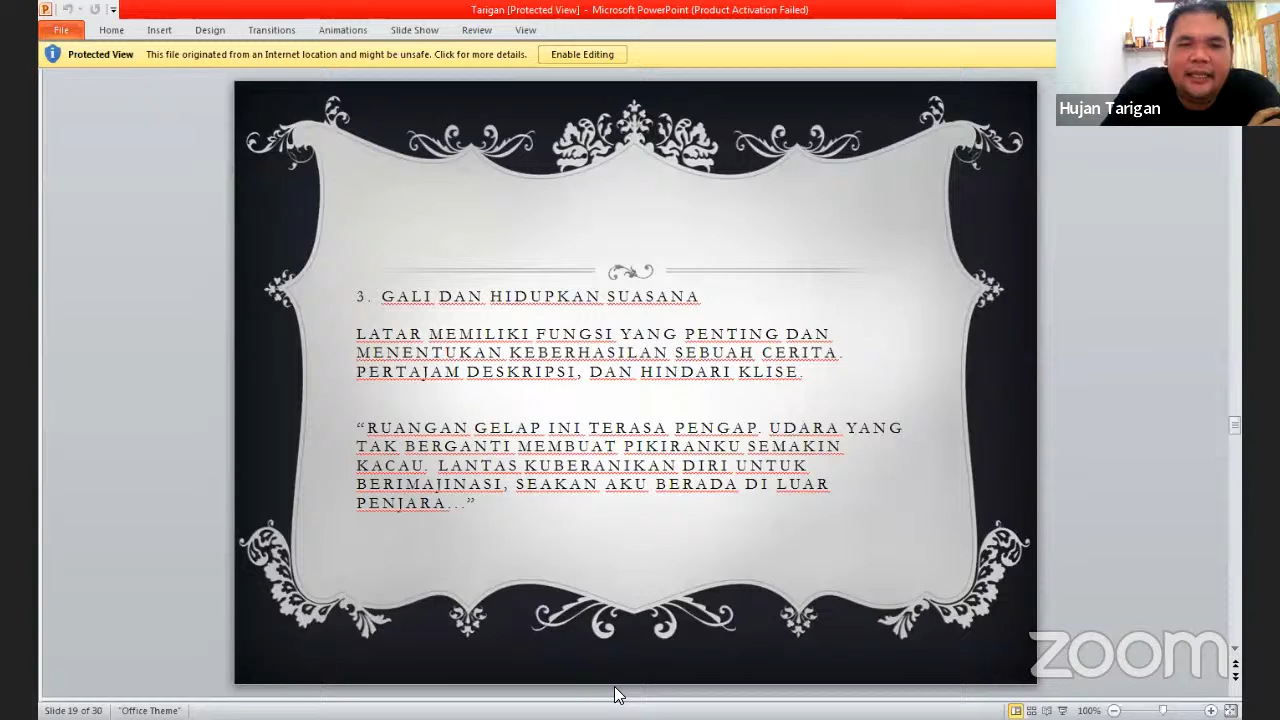 Tarigan [Protected View] - Microsoft PowerPoint (Product Activation Failed)
File Home Insert Design Transitions Animations Slide Show Review View
Protected View This file originated from an Internet location and might be unsafe. Click for more details. Enable Editing
Hujan Tarigan
3. GALI DAN HIDUPKAN SUASANA
LATAR MEMILIKI FUNGSI YANG PENTING DAN
MENENTUKAN KEBERHASILAN SEBUAH CERITA.
PERTAJAM DESKRIPSI, DAN HINDARI KLISE.
“RUANGAN GELAP INI TERASA PENGAP. UDARA YANG
TAK BERGANTI MEMBUAT PIKIRANKU SEMAKIN
KACAU. LANTAS KUBERANIKAN DIRI UNTUK
BERIMAJINASI, SEAKAN AKU BERADA DI LUAR
PENJARA...”
zoom
Slide 19 of 30 "Office Theme" 100%